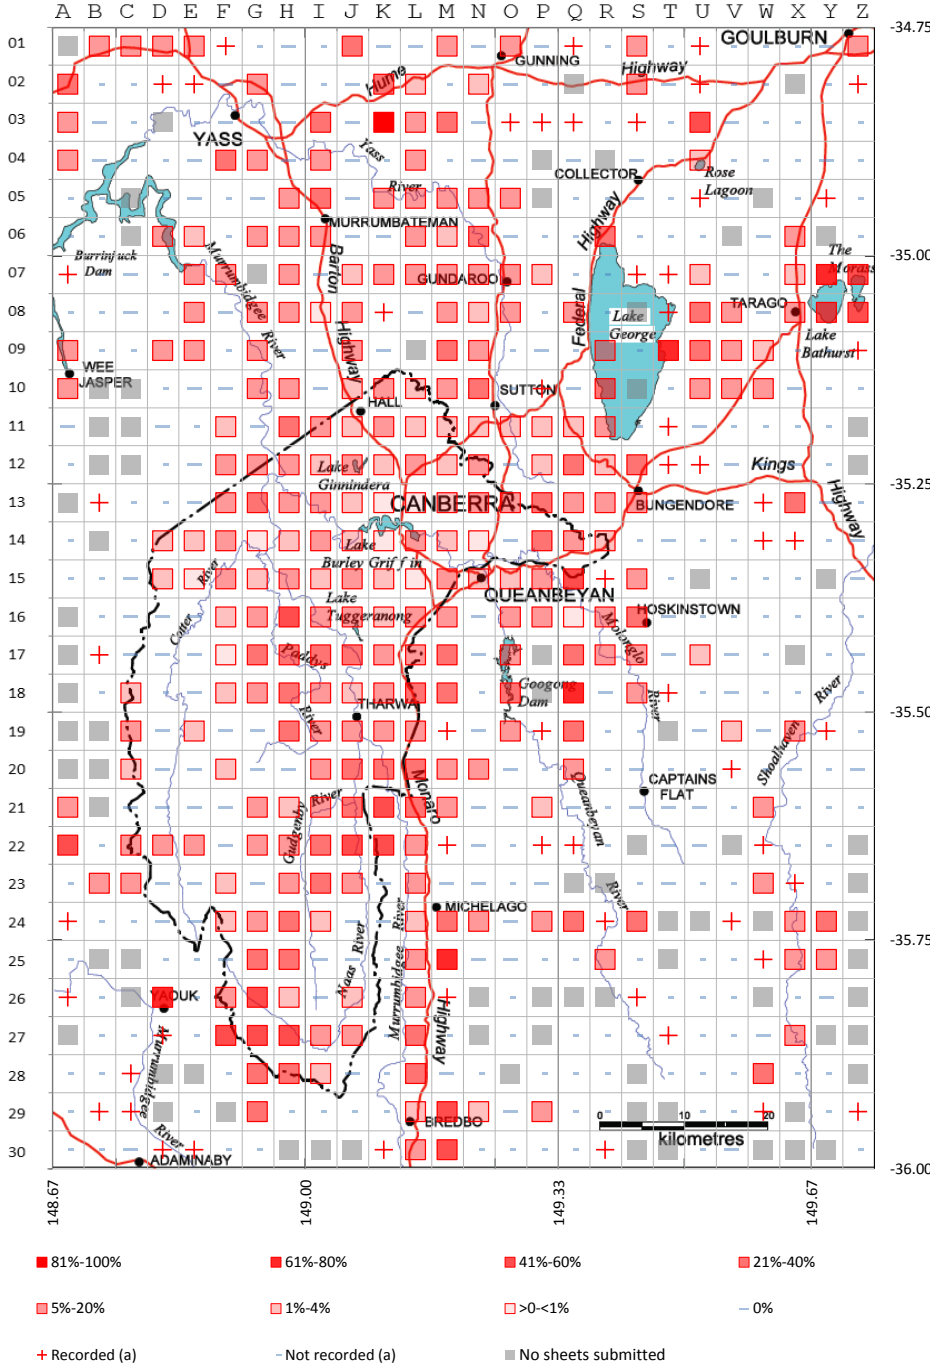 A B C D E F G H I J K L M N O P Q R S T U V W X Y Z
-34.75
01
GOULBURN
GUNNING
Highway
Hume
02
03
YASS
Yass
04
COLLECTOR
Rose
Lagoon
River
05
MURRUMBATEMAN
Highway
06
-35.00
Burrinjuck
Dam
Murrumbidgee
River
Barton
Highway
The
Morass
07
GUNDAROO
08
Federal
Lake
George
TARAGO
Lake
Bathurst
09
WEE
JASPER
10
SUTTON
HALL
11
12
Lake
Ginnindera
Kings
Highway
-35.25
13
CANBERRA
BUNGENDORE
14
Lake
Burley Griffin
15
Cotter
River
QUEANBEYAN
16
Lake
Tuggeranong
HOSKINSTOWN
Molonglo
River
17
Paddys
River
18
Googong
Dam
THARWA
River
-35.50
19
Shoalhaven
20
Monaro
Highway
Queanbeyan
River
CAPTAINS
FLAT
21
Gudgenby
River
22
23
MICHELAGO
24
Naas
River
Murrumbidgee
River
-35.75
25
26
YAOUK
27
Murrumbidgee
River
28
29
BREDBO
0 10 20
kilometres
30
ADAMINABY
-36.00
148.67 149.00 149.33 149.67
81%-100% 61%-80% 41%-60% 21%-40%
5%-20% 1%-4% >0-<1% 0%
Recorded (a) Not recorded (a) No sheets submitted